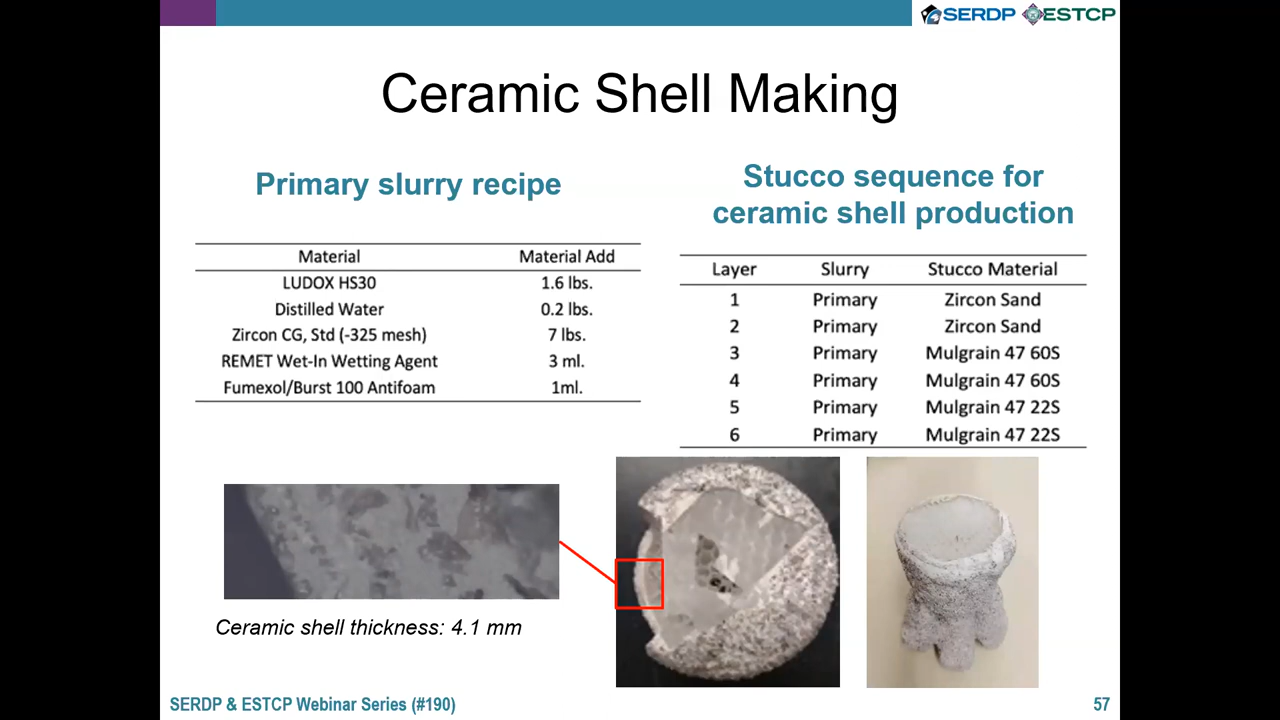 SERDP ESTCP
Ceramic Shell Making
Primary slurry recipe
Material Material Add
LUDOX HS30 1.6 lbs.
Distilled Water 0.2 lbs.
Zircon CG, Std (-325 mesh) 7 lbs.
REMET Wet-In Wetting Agent 3 ml.
Fumexol/Burst 100 Antifoam 1ml.
Stucco sequence for
ceramic shell production
Layer Slurry Stucco Material
1 Primary Zircon Sand
2 Primary Zircon Sand
3 Primary Mulgrain 47 60S
4 Primary Mulgrain 47 60S
5 Primary Mulgrain 47 22S
6 Primary Mulgrain 47 22S
Ceramic shell thickness: 4.1 mm
SERDP & ESTCP Webinar Series (#190)
57